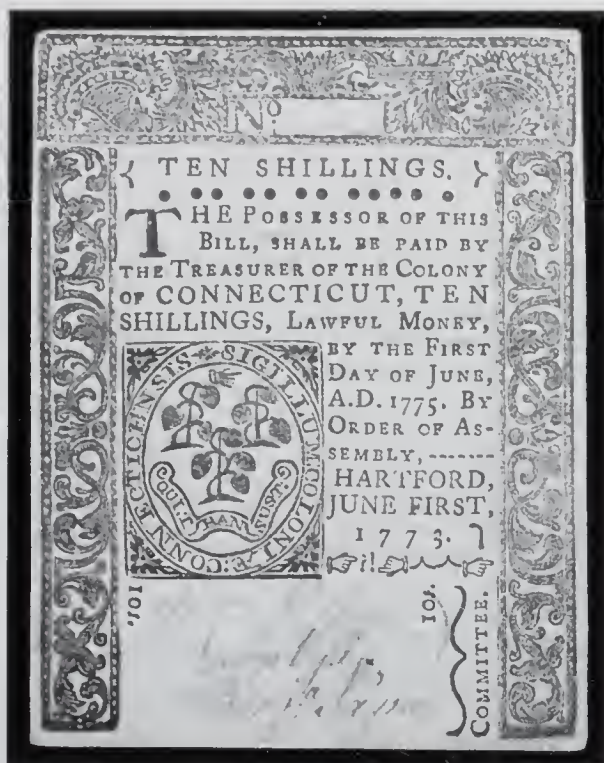 No
{ TEN SHILLINGS. }
THE POSSESSOR OF THIS
BILL, SHALL BE PAID BY
THE TREASURER OF THE COLONY
OF CONNECTICUT, TEN
SHILLINGS, LAWFUL MONEY,
BY THE FIRST
DAY OF JUNE,
A.D. 1775. BY
ORDER OF AS-
SEMBLY, -------
HARTFORD,
JUNE FIRST,
1773.
SIGILLUM:COLONIÆ:CONNECTICENSIS
QUI:T
SUST
10s.
10s.
COMMITTEE.